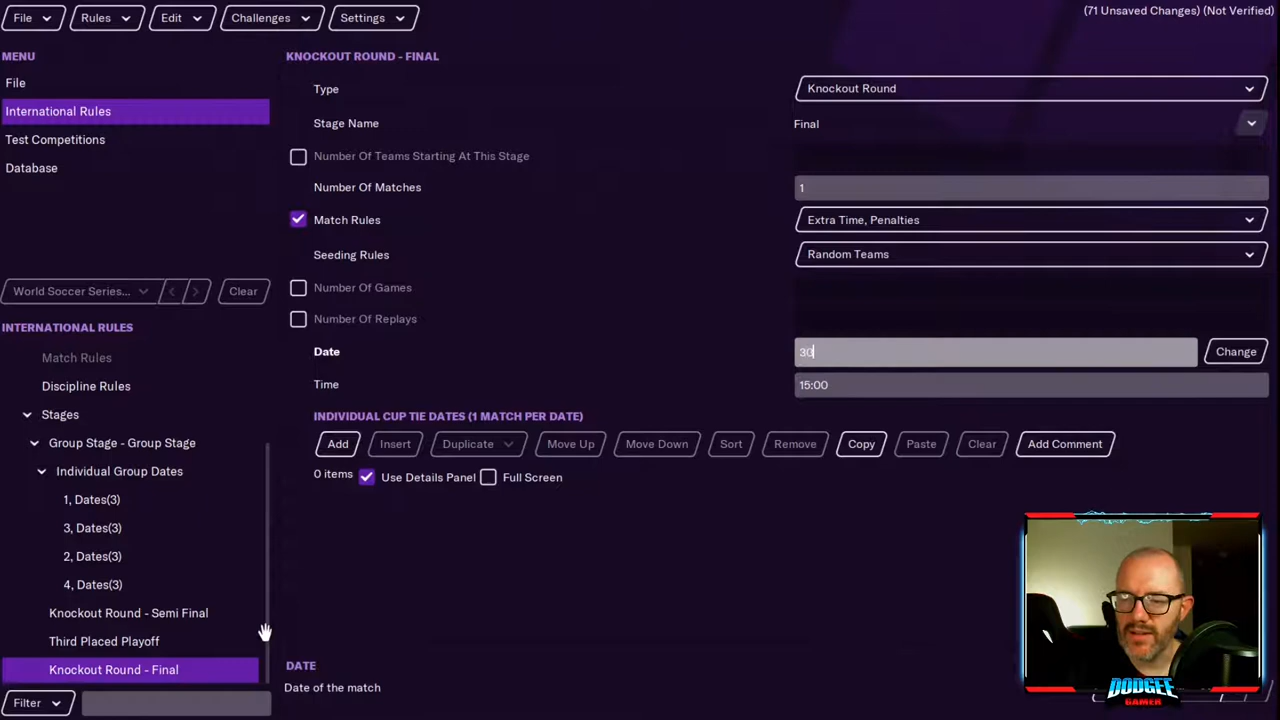 File Rules Edit Challenges Settings (71 Unsaved Changes) (Not Verified)
MENU
File
International Rules
Test Competitions
Database
World Soccer Series... Clear
INTERNATIONAL RULES
Match Rules
Discipline Rules
Stages
Group Stage - Group Stage
Individual Group Dates
1, Dates(3)
3, Dates(3)
2, Dates(3)
4, Dates(3)
Knockout Round - Semi Final
Third Placed Playoff
Knockout Round - Final
Filter
KNOCKOUT ROUND - FINAL
Type Knockout Round
Stage Name Final
Number Of Teams Starting At This Stage
Number Of Matches 1
Match Rules Extra Time, Penalties
Seeding Rules Random Teams
Number Of Games
Number Of Replays
Date 30 Change
Time 15:00
INDIVIDUAL CUP TIE DATES (1 MATCH PER DATE)
Add Insert Duplicate Move Up Move Down Sort Remove Copy Paste Clear Add Comment
0 items Use Details Panel Full Screen
DATE
Date of the match
DODGEE
GAMER